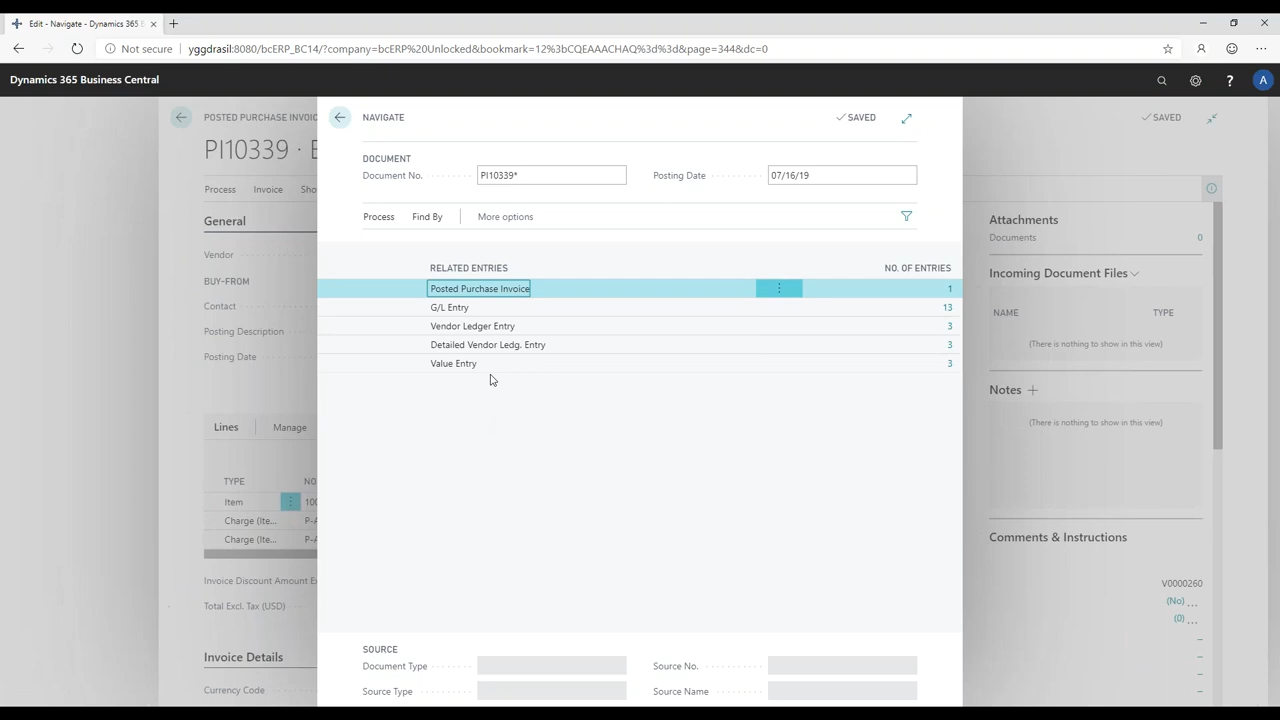 Edit - Navigate - Dynamics 365 B
Not secure
yggdrasil:8080/bcERP_BC14/?company=bcERP%20Unlocked&bookmark=12%3bCQEAAACHAQ%3d%3d&page=344&dc=0
Dynamics 365 Business Central
?
A
POSTED PURCHASE INVOIC
NAVIGATE
SAVED
SAVED
PI10339 ·
DOCUMENT
Document No.
PI10339*
Posting Date
07/16/19
Process
Invoice
Sho
Process
Find By
More options
General
Attachments
Documents
0
Vendor
BUY-FROM
Contact
Posting Description
Posting Date
RELATED ENTRIES
NO. OF ENTRIES
Posted Purchase Invoice
1
G/L Entry
13
Vendor Ledger Entry
3
Detailed Vendor Ledg. Entry
3
Value Entry
3
Incoming Document Files
NAME
TYPE
(There is nothing to show in this view)
Notes
(There is nothing to show in this view)
Lines
Manage
TYPE
NO
Item
100
Charge (Ite...
P-A
Charge (Ite...
P-A
Comments & Instructions
Invoice Discount Amount E
Total Excl. Tax (USD)
V0000260
(No)
...
(0)
...
Invoice Details
Currency Code
SOURCE
Document Type
Source No.
Source Type
Source Name